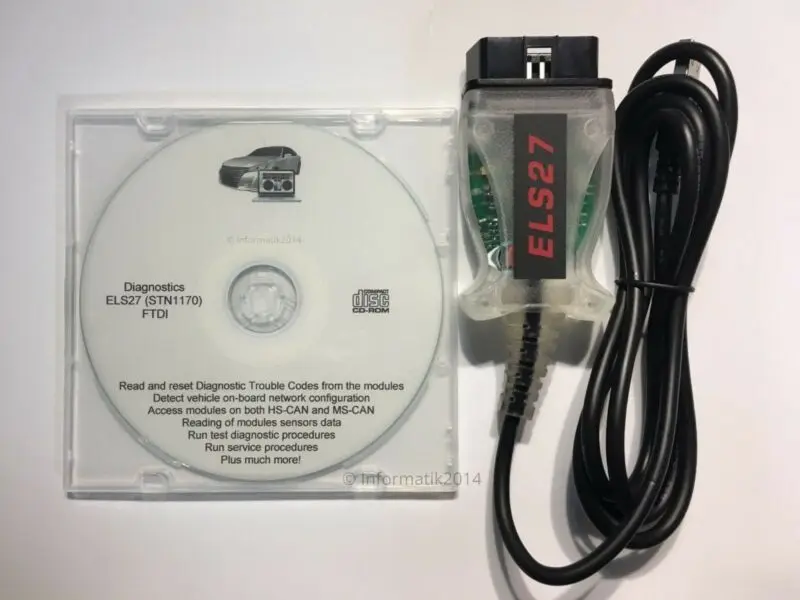 © Informatik2014
Diagnostics
ELS27 (STN1170)
FTDI
COMPACT
disc
CD-ROM
Read and reset Diagnostic Trouble Codes from the modules
Detect vehicle on-board network configuration
Access modules on both HS-CAN and MS-CAN
Reading of modules sensors data
Run test diagnostic procedures
Run service procedures
Plus much more!
© Informatik2014
ELS27